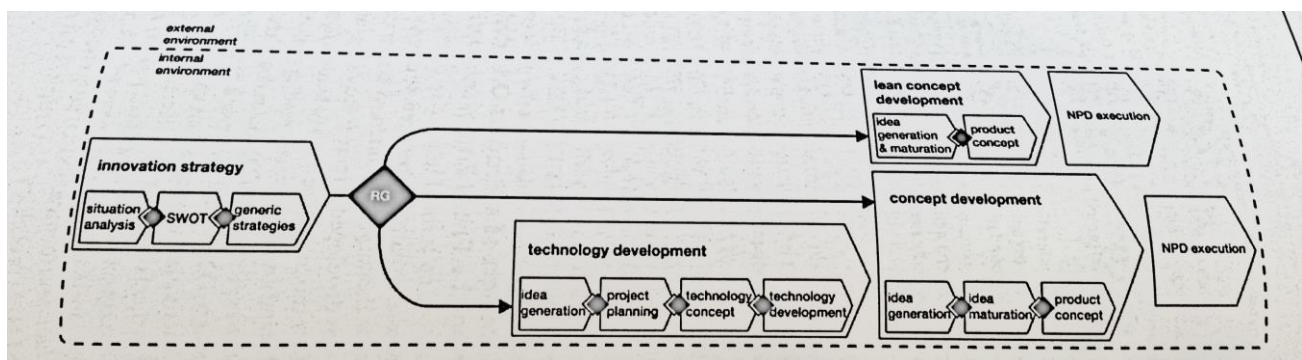 external
environment
internal
environment
innovation strategy
situation
analysis
SWOT
generic
strategies
RG
lean concept
development
idea
generation
& maturation
product
concept
NPD execution
technology development
idea
generation
project
planning
technology
concept
technology
development
concept development
idea
generation
idea
maturation
product
concept
NPD execution